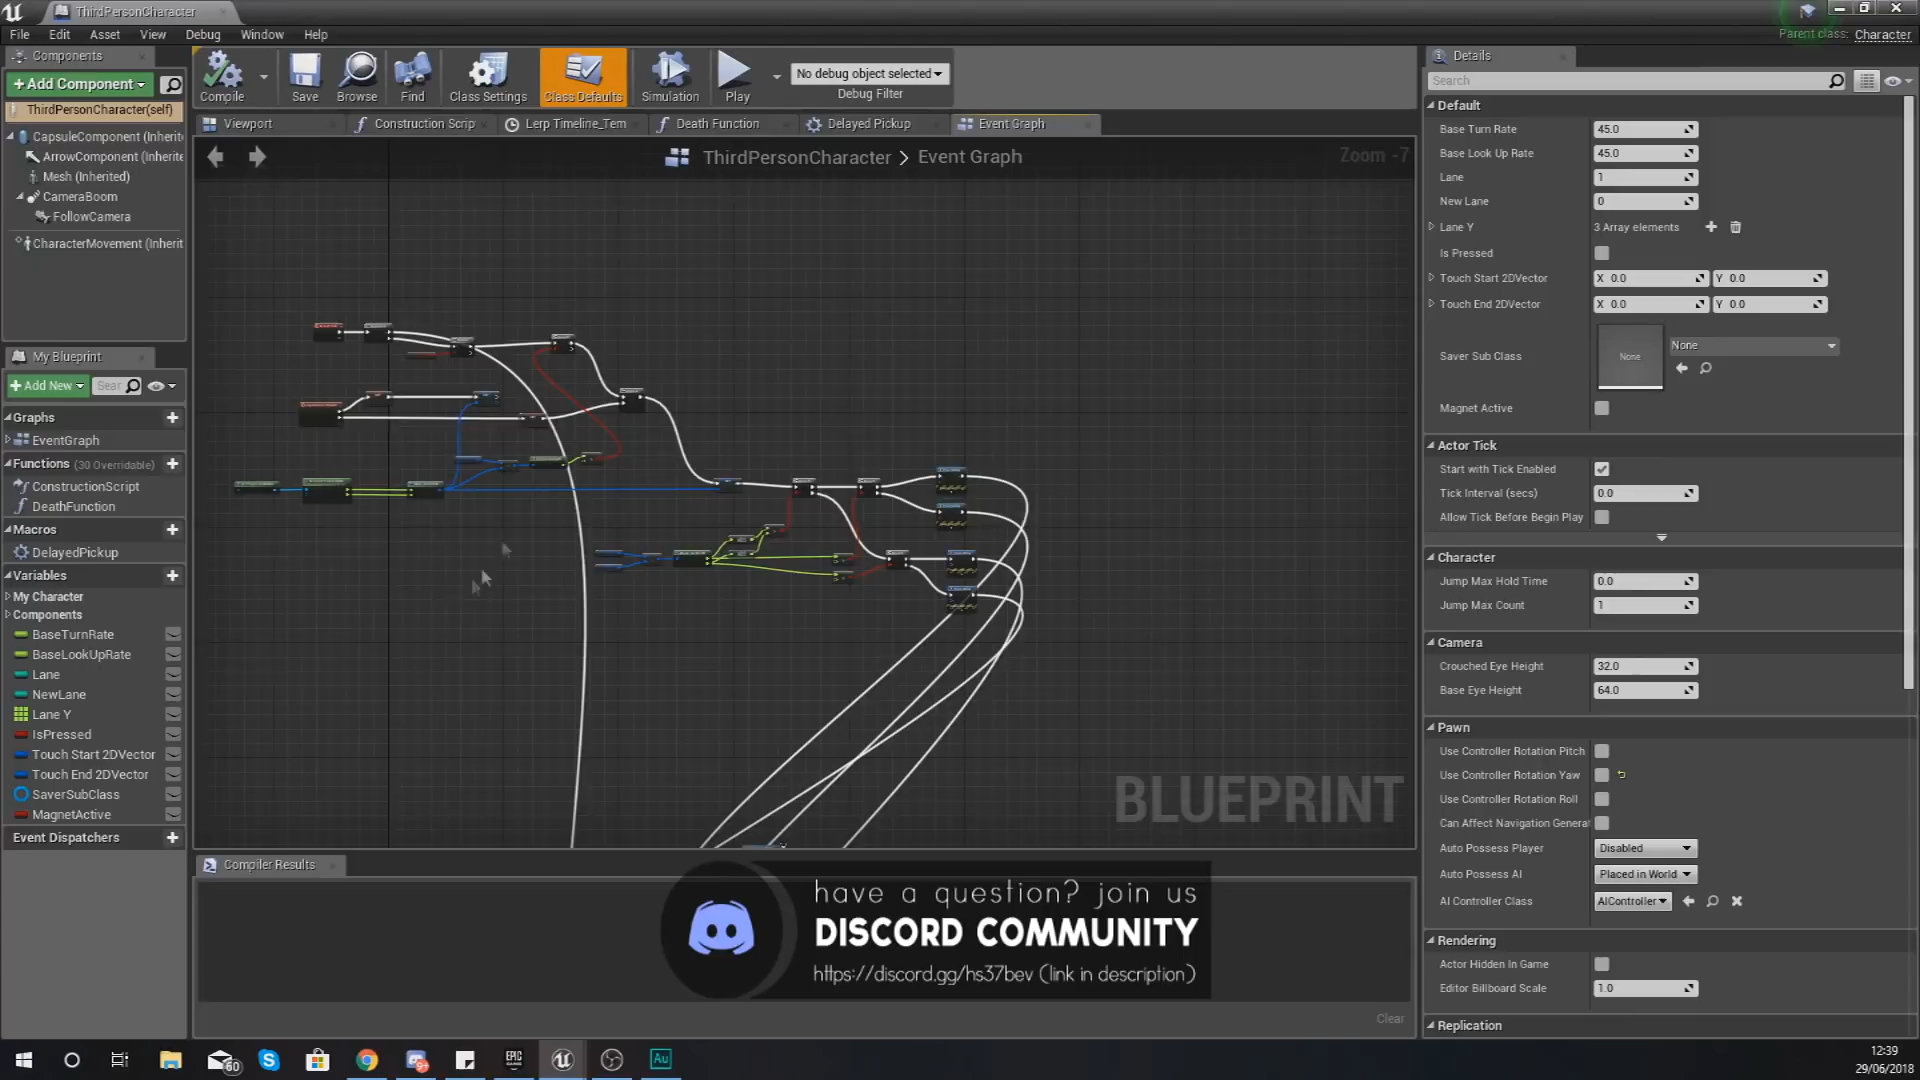 ThirdPersonCharacter
File Edit Asset View Debug Window Help
Parent class: Character
Components
+Add Component
ThirdPersonCharacter(self)
CapsuleComponent (Inherite
ArrowComponent (Inherite
Mesh (Inherited)
CameraBoom
FollowCamera
CharacterMovement (Inherit
My Blueprint
+Add New
Sear
Graphs
EventGraph
Functions (30 Overridable)
ConstructionScript
DeathFunction
Macros
DelayedPickup
Variables
My Character
Components
BaseTurnRate
BaseLookUpRate
Lane
NewLane
Lane Y
IsPressed
Touch Start 2DVector
Touch End 2DVector
SaverSubClass
MagnetActive
Event Dispatchers
Compile
Save
Browse
Find
Class Settings
Class Defaults
Simulation
Play
No debug object selected
Debug Filter
Viewport
Construction Scrip
Lerp Timeline_Tem
Death Function
Delayed Pickup
Event Graph
ThirdPersonCharacter > Event Graph
Zoom -7
BLUEPRINT
Compiler Results
have a question? join us
DISCORD COMMUNITY
https://discord.gg/hs37bev (link in description)
Clear
Details
Search
Default
Base Turn Rate 45.0
Base Look Up Rate 45.0
Lane 1
New Lane 0
Lane Y 3 Array elements
Is Pressed
Touch Start 2DVector X 0.0 Y 0.0
Touch End 2DVector X 0.0 Y 0.0
Saver Sub Class None None
Magnet Active
Actor Tick
Start with Tick Enabled
Tick Interval (secs) 0.0
Allow Tick Before Begin Play
Character
Jump Max Hold Time 0.0
Jump Max Count 1
Camera
Crouched Eye Height 32.0
Base Eye Height 64.0
Pawn
Use Controller Rotation Pitch
Use Controller Rotation Yaw
Use Controller Rotation Roll
Can Affect Navigation Genera
Auto Possess Player Disabled
Auto Possess AI Placed in World
AI Controller Class AIController
Rendering
Actor Hidden In Game
Editor Billboard Scale 1.0
Replication
60
9+
EPIC
Au
12:39
29/06/2018